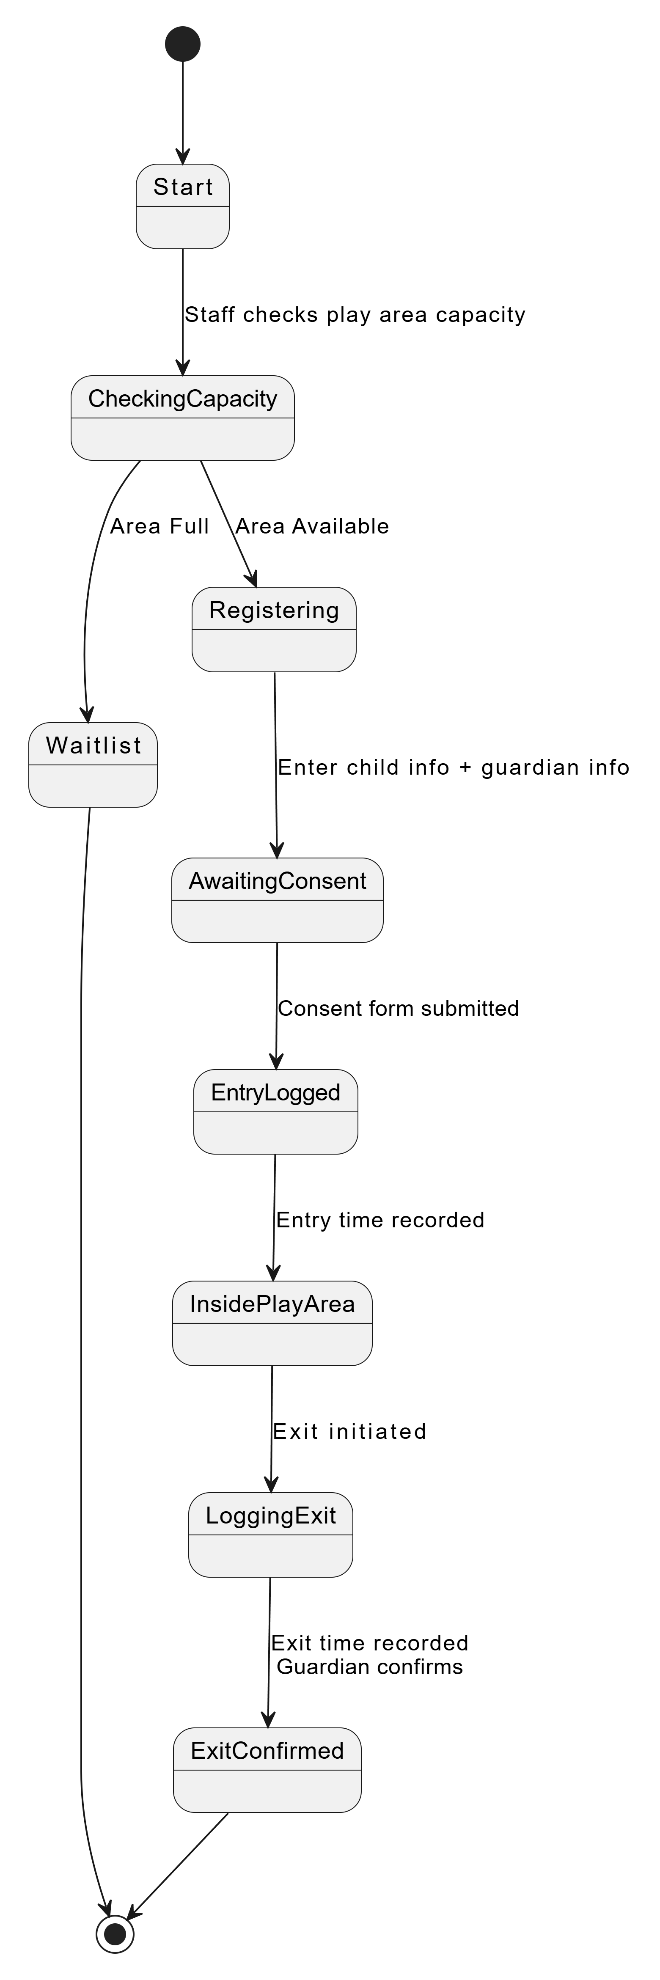 Start
Staff checks play area capacity
CheckingCapacity
Area Full
Area Available
Registering
Waitlist
Enter child info + guardian info
AwaitingConsent
Consent form submitted
EntryLogged
Entry time recorded
InsidePlayArea
Exit initiated
LoggingExit
Exit time recorded
Guardian confirms
ExitConfirmed